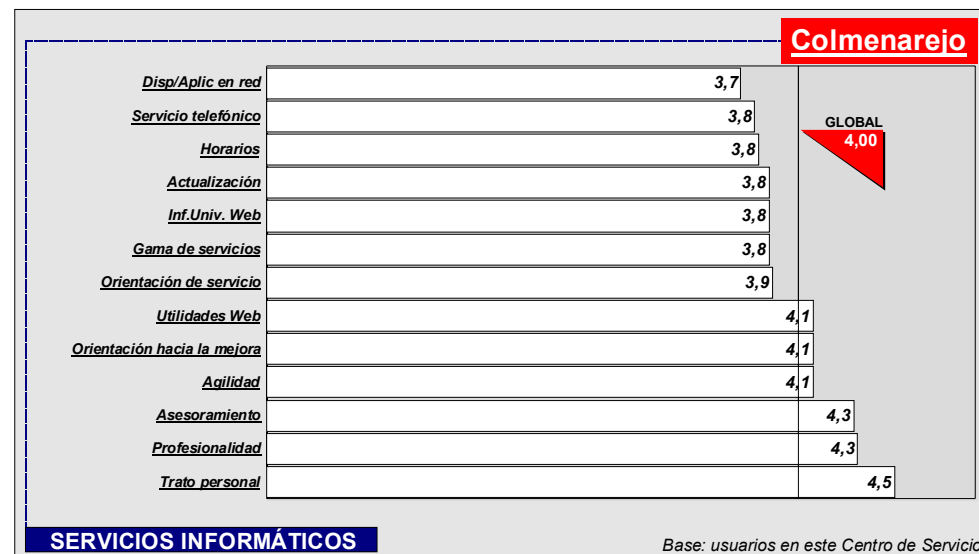 Colmenarejo
Disp/Aplic en red 3,7
Servicio telefónico 3,8
GLOBAL
4,00
Horarios 3,8
Actualización 3,8
Inf.Univ. Web 3,8
Gama de servicios 3,8
Orientación de servicio 3,9
Utilidades Web 4,1
Orientación hacia la mejora 4,1
Agilidad 4,1
Asesoramiento 4,3
Profesionalidad 4,3
Trato personal 4,5
SERVICIOS INFORMÁTICOS
Base: usuarios en este Centro de Servicio